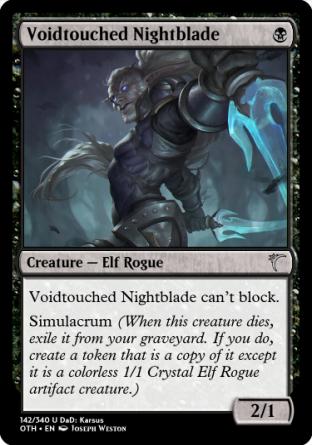 Voidtouched Nightblade
Creature — Elf Rogue
Voidtouched Nightblade can't block.
Simulacrum (When this creature dies,
exile it from your graveyard. If you do,
create a token that is a copy of it except
it is a colorless 1/1 Crystal Elf Rogue
artifact creature.)
2/1
142/340 U DaD: Karsus
OTH • EN Joseph Weston